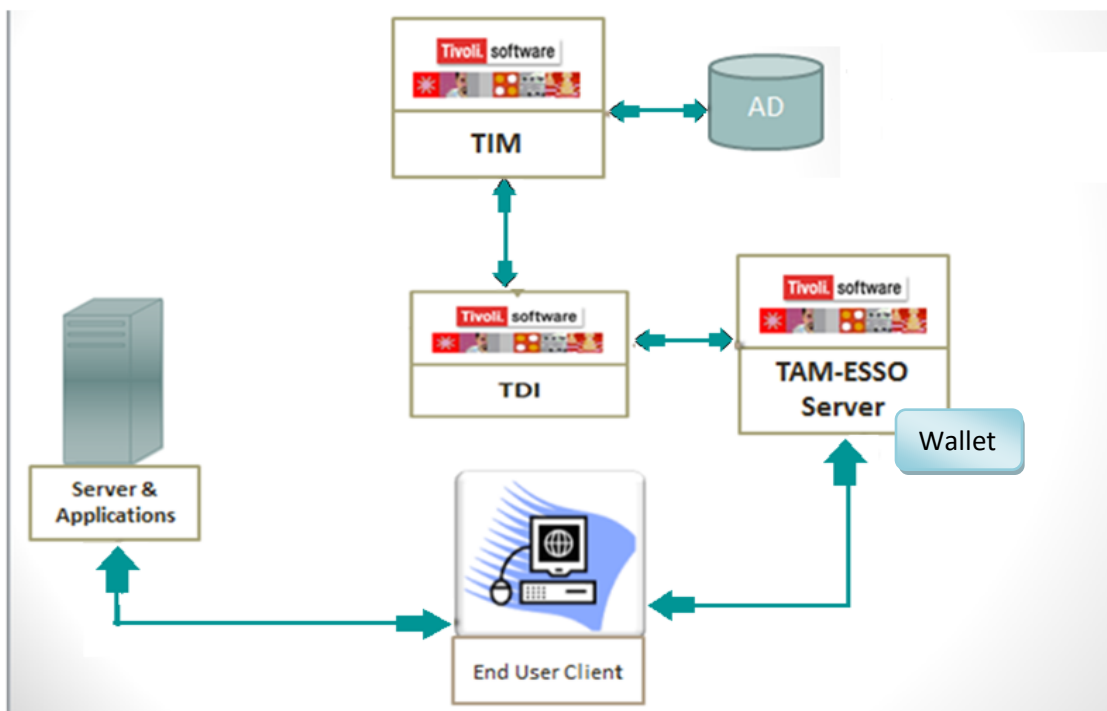 Tivoli. software
TIM
AD
Tivoli. software
TDI
Tivoli. software
TAM-ESSO
Server
Wallet
Server &
Applications
End User Client